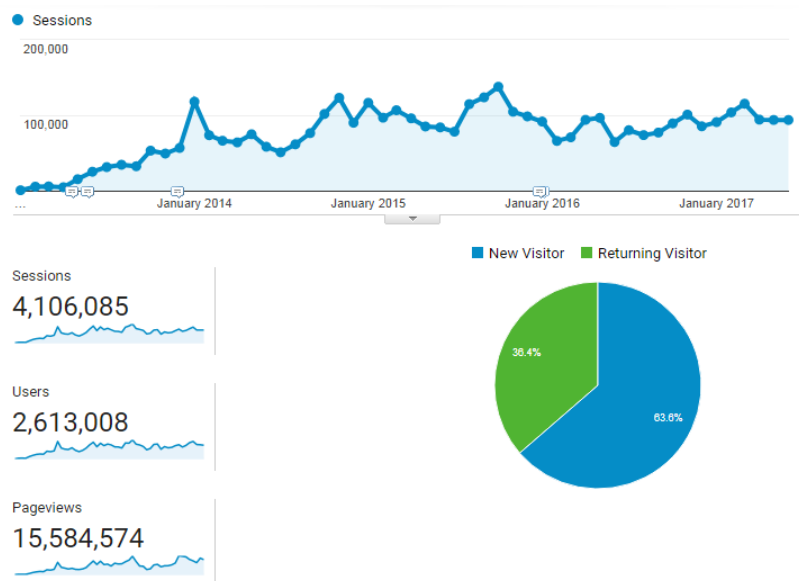 Sessions
200,000
100,000
...
January 2014
January 2015
January 2016
January 2017
New Visitor
Returning Visitor
Sessions
4,106,085
Users
2,613,008
Pageviews
15,584,574
36.4%
63.6%